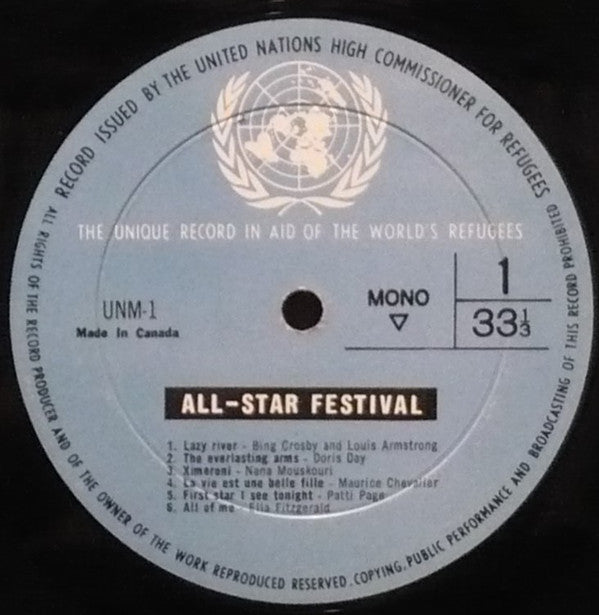 RECORD ISSUED BY THE UNITED NATIONS HIGH COMMISSIONER FOR REFUGEES
THE UNIQUE RECORD IN AID OF THE WORLD'S REFUGEES
UNM-1
Made in Canada
MONO
1
33⅓
ALL-STAR FESTIVAL
1. Lazy river - Bing Crosby and Louis Armstrong
2. The everlasting arms - Doris Day
3. Ximeroni - Nana Mouskouri
4. La vie est une belle fille - Maurice Chevalier
5. First star I see tonight - Patti Page
6. All of me - Ella Fitzgerald
ALL RIGHTS OF THE RECORD PRODUCER AND OF THE OWNER OF THE WORK REPRODUCED RESERVED. COPYING, PUBLIC PERFORMANCE AND BROADCASTING OF THIS RECORD PROHIBITED